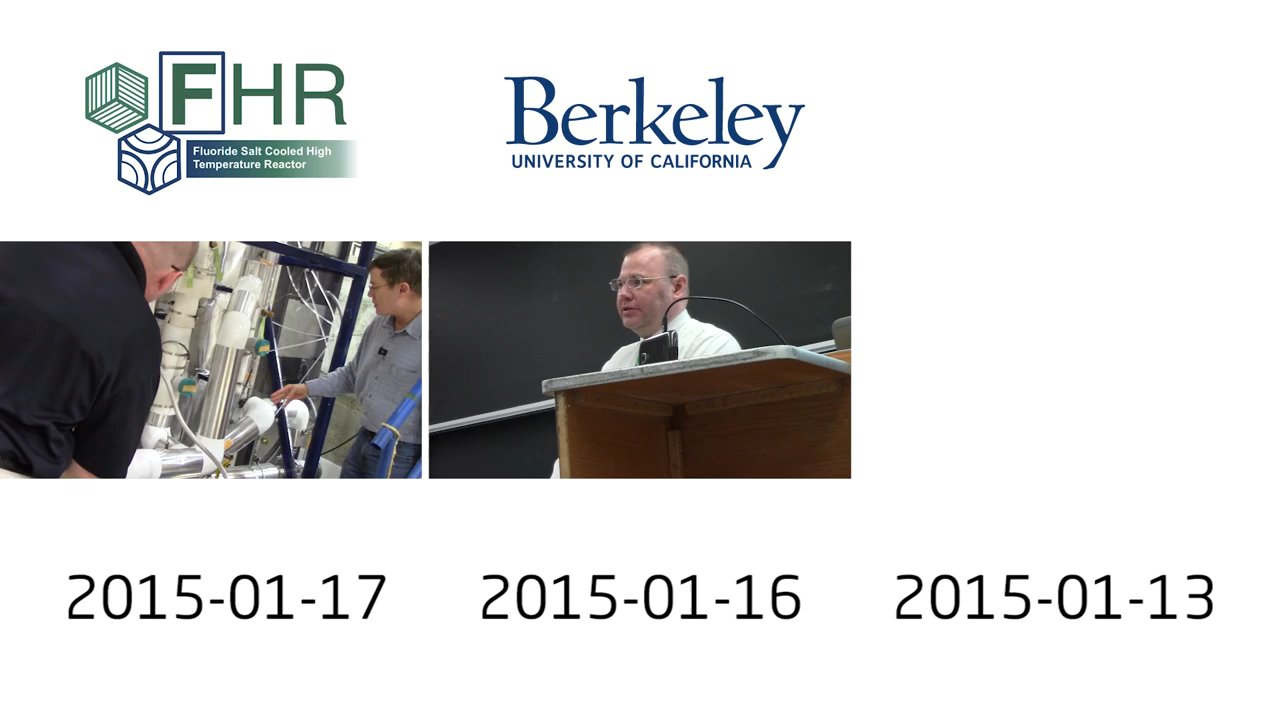 FHR
Fluoride Salt Cooled High
Temperature Reactor
Berkeley
UNIVERSITY OF CALIFORNIA
2015-01-17
2015-01-16
2015-01-13